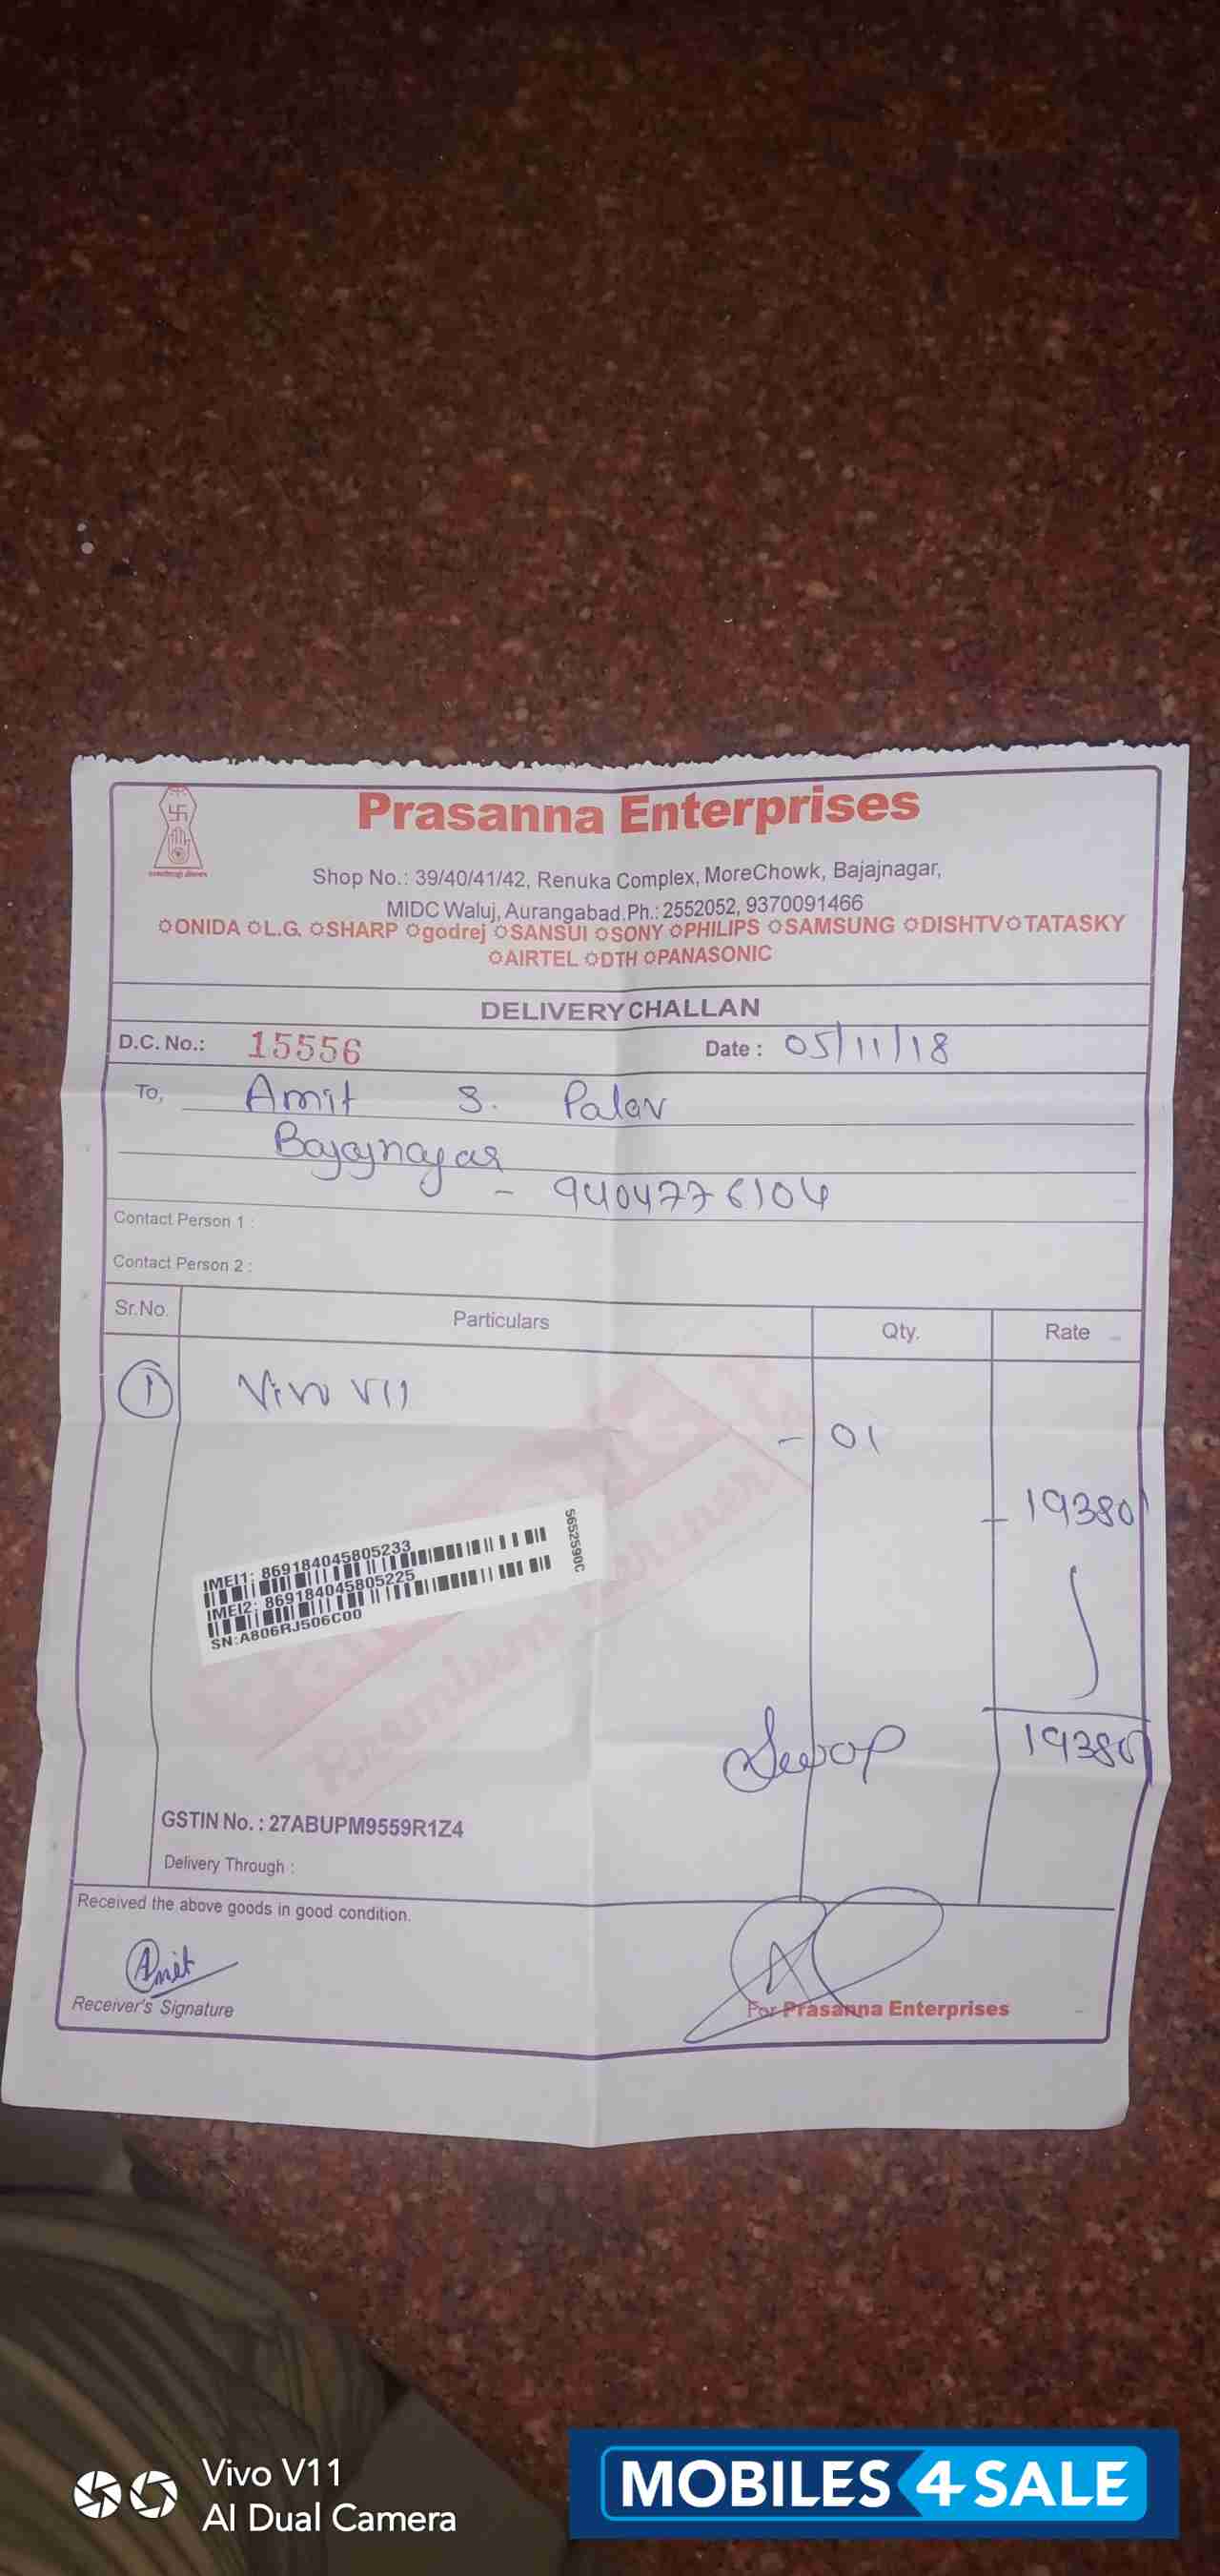 Prasanna Enterprises
Shop No.: 39/40/41/42, Renuka Complex, MoreChowk, Bajajnagar,
MIDC Waluj, Aurangabad.Ph.: 2552052, 9370091466
ONIDA L.G. SHARP godrej SANSUI SONY PHILIPS SAMSUNG DISHTV TATASKY
AIRTEL DTH PANASONIC
DELIVERY CHALLAN
D.C. No.: 15556 Date : 05/11/18
To, Amit S. Palav
Bajajnagar
- 9404776104
Contact Person 1 :
Contact Person 2 :
Sr.No. Particulars Qty. Rate
1 Vivo V11
- 01
- 19380
5652590C
IMEI1: 869184045805233
IMEI2: 869184045805225
SN:A806RJ506C00
19380
GSTIN No. : 27ABUPM9559R1Z4
Delivery Through :
Received the above goods in good condition.
Amit
Receiver's Signature
For Prasanna Enterprises
Vivo V11
AI Dual Camera
MOBILES 4 SALE